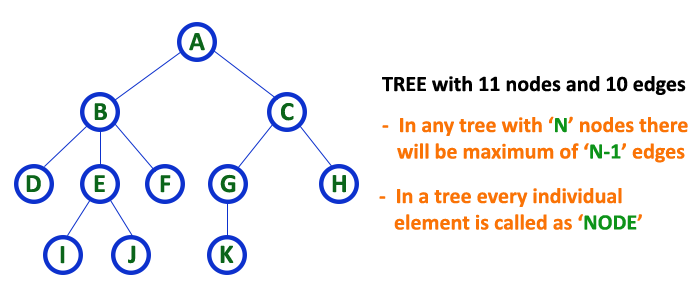 A
B
C
D
E
F
G
H
I
J
K
TREE with 11 nodes and 10 edges
- In any tree with ‘N’ nodes there
will be maximum of ‘N-1’ edges
- In a tree every individual
element is called as ‘NODE’